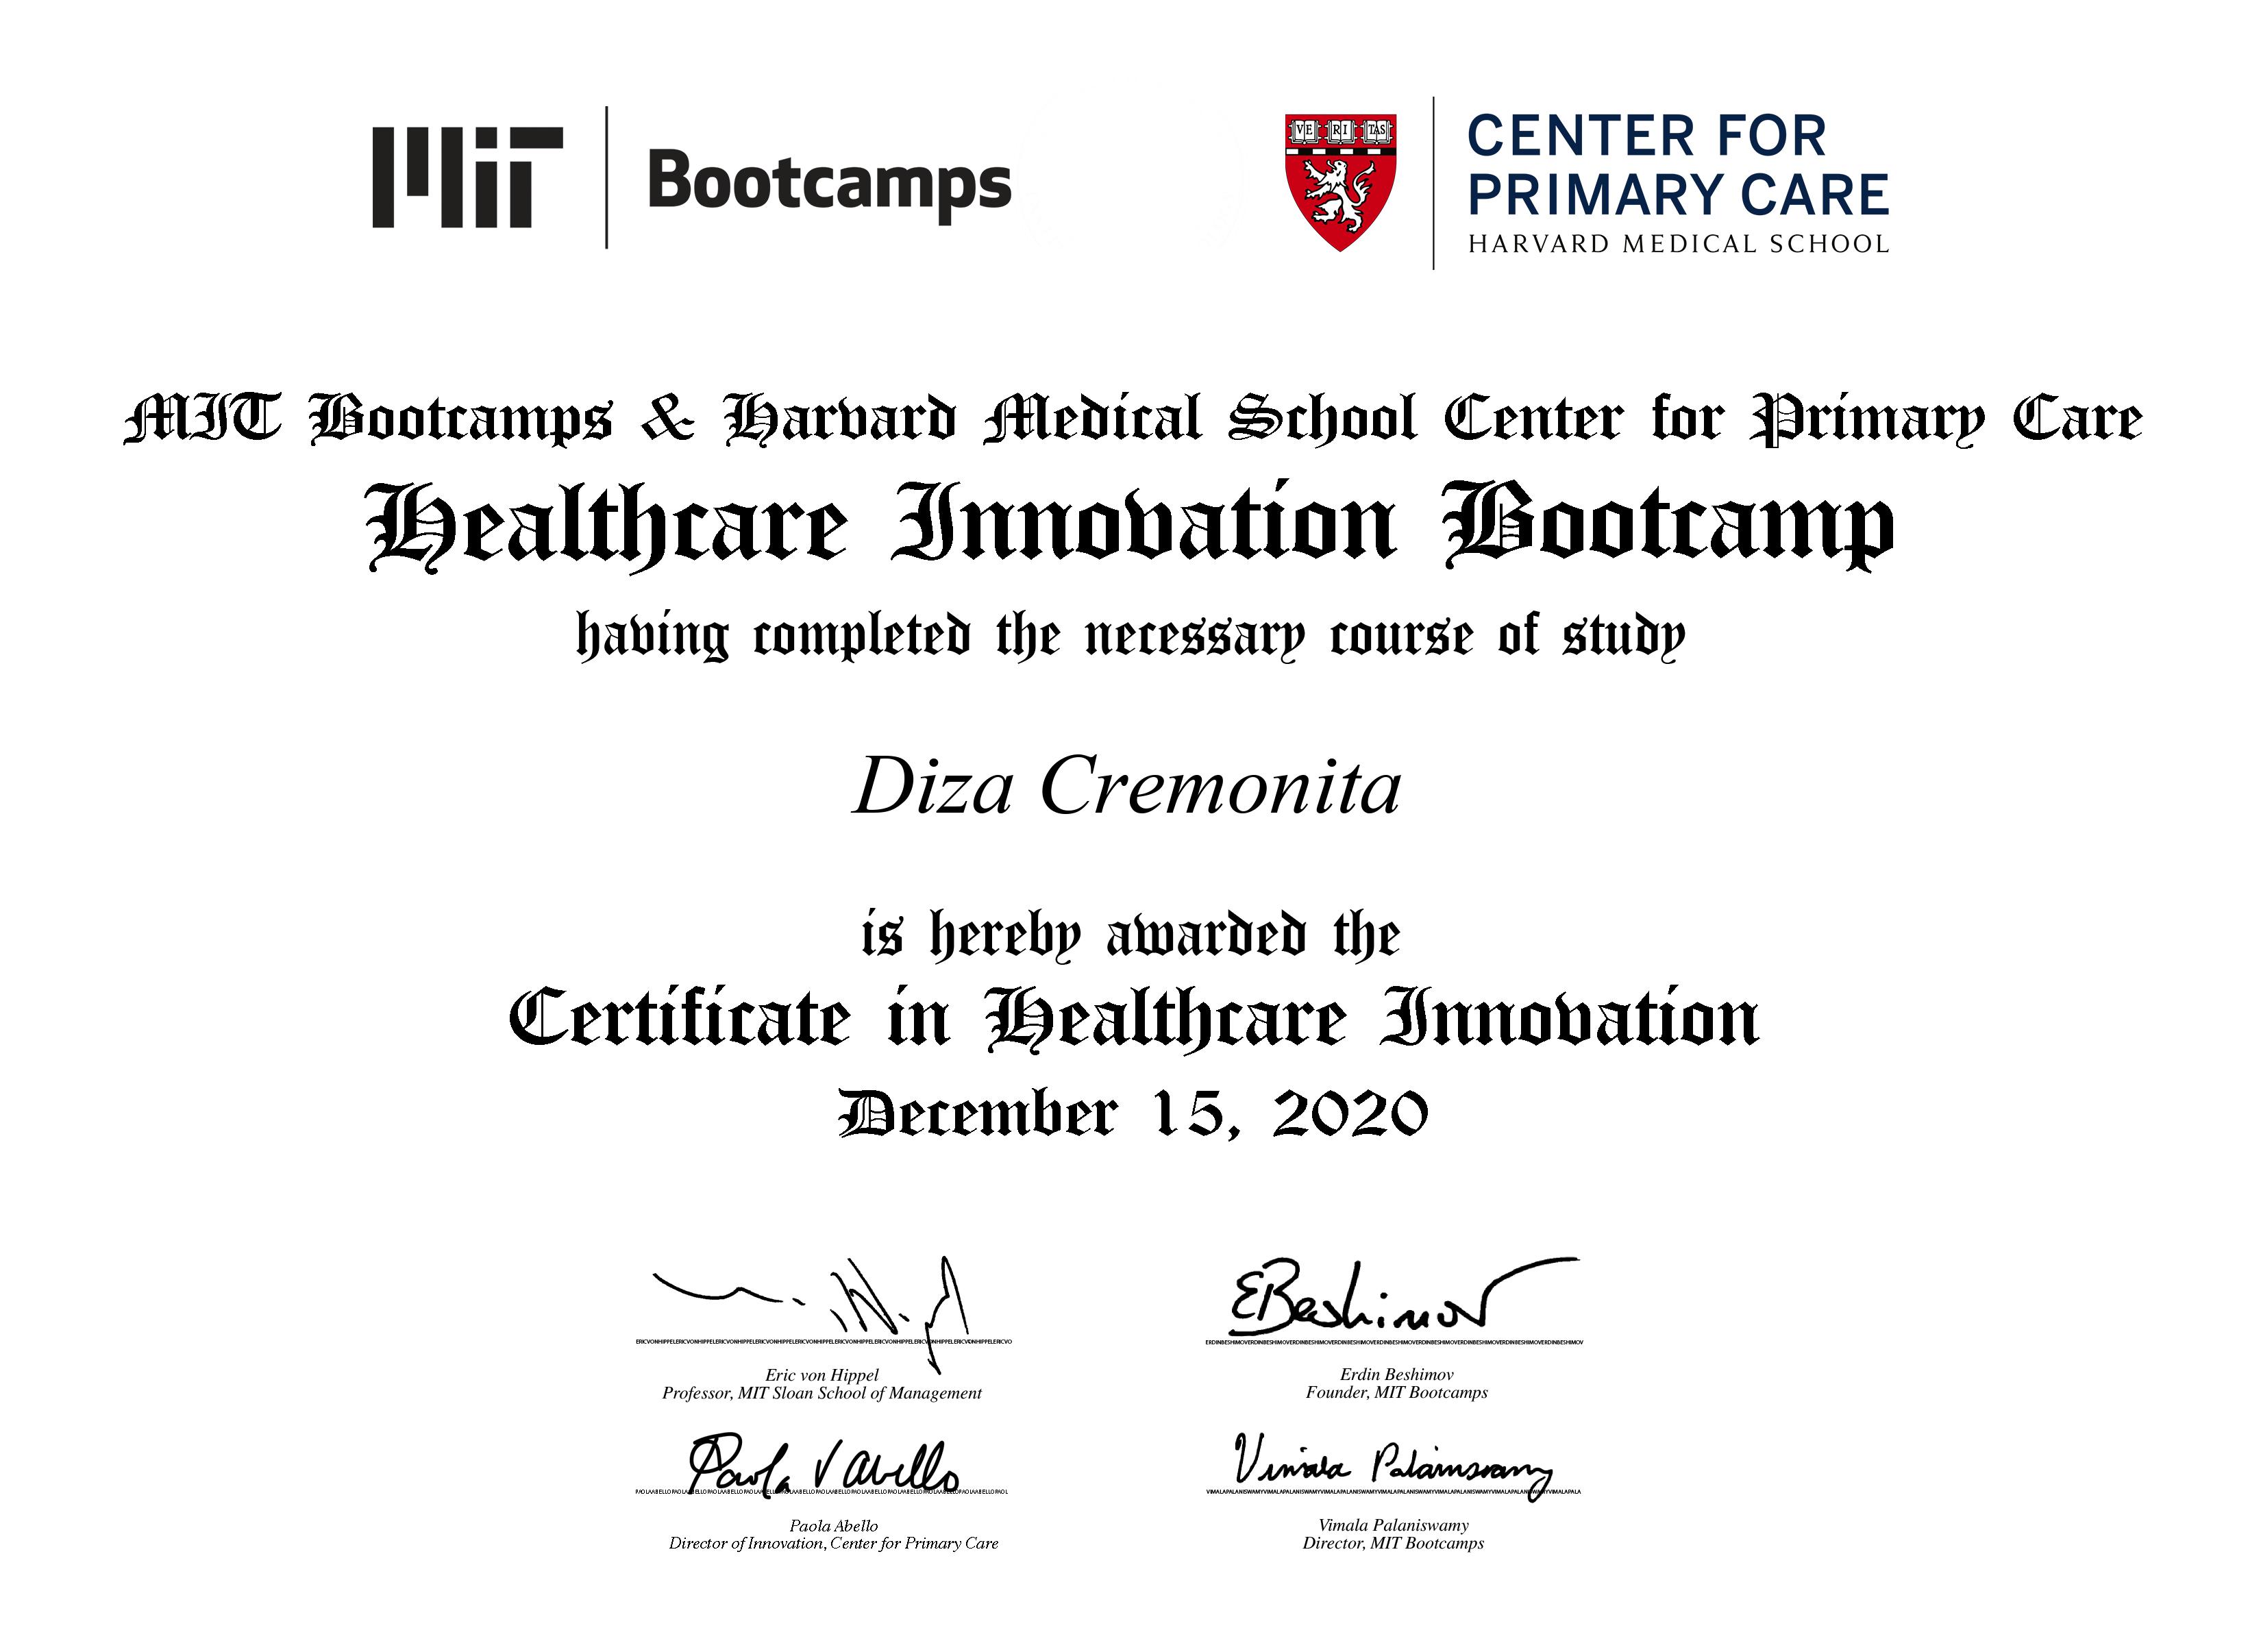 MIT Bootcamps
VE RI TAS
CENTER FOR
PRIMARY CARE
HARVARD MEDICAL SCHOOL
MIT Bootcamps & Harvard Medical School Center for Primary Care
Healthcare Innovation Bootcamp
having completed the necessary course of study
Diza Cremonita
is hereby awarded the
Certificate in Healthcare Innovation
December 15, 2020
EBeshimov
ERICVONHIPPELERICVONHIPPELERICVONHIPPELERICVONHIPPELERICVONHIPPELERICVONHIPPELERICVONHIPPELERICVONHIPPELERICVO
ERDINBESHIMOVERDINBESHIMOVERDINBESHIMOVERDINBESHIMOVERDINBESHIMOVERDINBESHIMOVERDINBESHIMOVERDINBESHIMOV
Eric von Hippel
Professor, MIT Sloan School of Management
Erdin Beshimov
Founder, MIT Bootcamps
Paola V Abello
Vimala Palaniswamy
Paola Abello
Director of Innovation, Center for Primary Care
Vimala Palaniswamy
Director, MIT Bootcamps